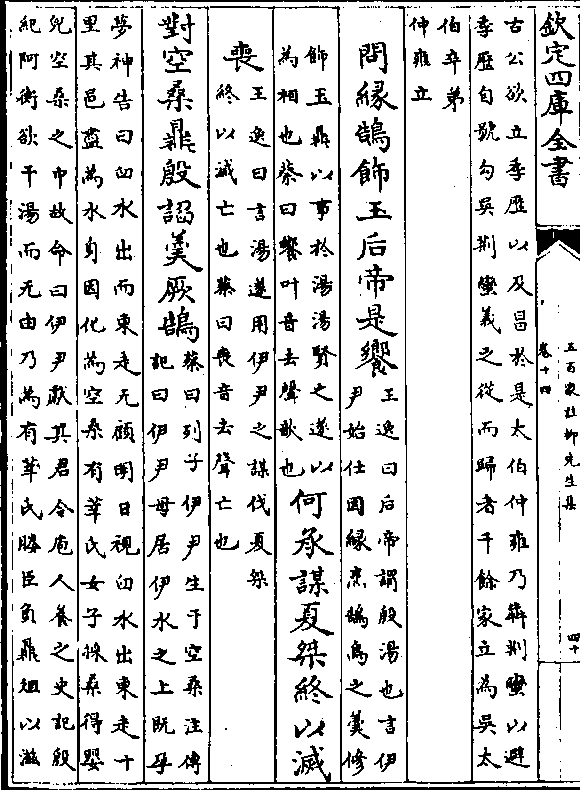 欽定四庫全書
五百家註柳先生集
卷十四
四十
古公欲立季歷以及昌於是太伯仲雍乃犇荆蠻以避
季歷自號勾吳荆蠻義之從而歸者千餘家立為吳太
伯卒弟
仲雍立
問緣鵠飾玉后帝是饗
王逸曰后帝謂殷湯也言伊
尹始仕因緣烹鵠鳥之羹修
飾玉鼎以事於湯湯賢之遂以
為相也蔡曰饗叶音去聲歆也
何承謀夏桀終以滅
喪
王逸曰言湯遂用伊尹之謀伐夏桀
終以滅亡也蔡曰喪音去聲亡也
對空桑鼎殷諂羹厥鵠
蔡曰列子伊尹生于空桑注傳
記曰伊尹母居伊水之上既孕
夢神告曰臼水出而東走无顧明日視臼水出東走十
里其邑盡為水身因化為空桑有莘氏女子採桑得嬰
兒空桑之中故命曰伊尹獻其君令庖人養之史記殷
紀阿衡欲干湯而无由乃為有莘氏媵臣負鼎俎以滋